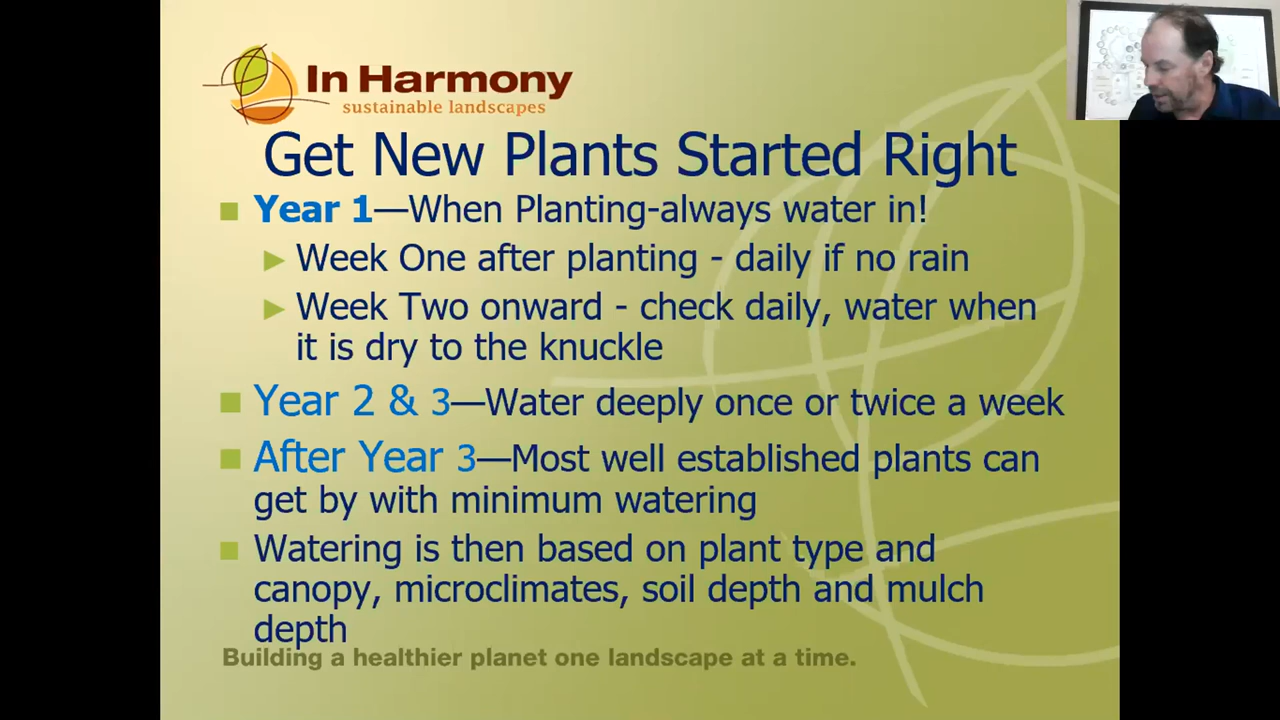 In Harmony
sustainable landscapes
Get New Plants Started Right
Year 1—When Planting-always water in!
Week One after planting - daily if no rain
Week Two onward - check daily, water when
it is dry to the knuckle
Year 2 & 3—Water deeply once or twice a week
After Year 3—Most well established plants can
get by with minimum watering
Watering is then based on plant type and
canopy, microclimates, soil depth and mulch
depth
Building a healthier planet one landscape at a time.